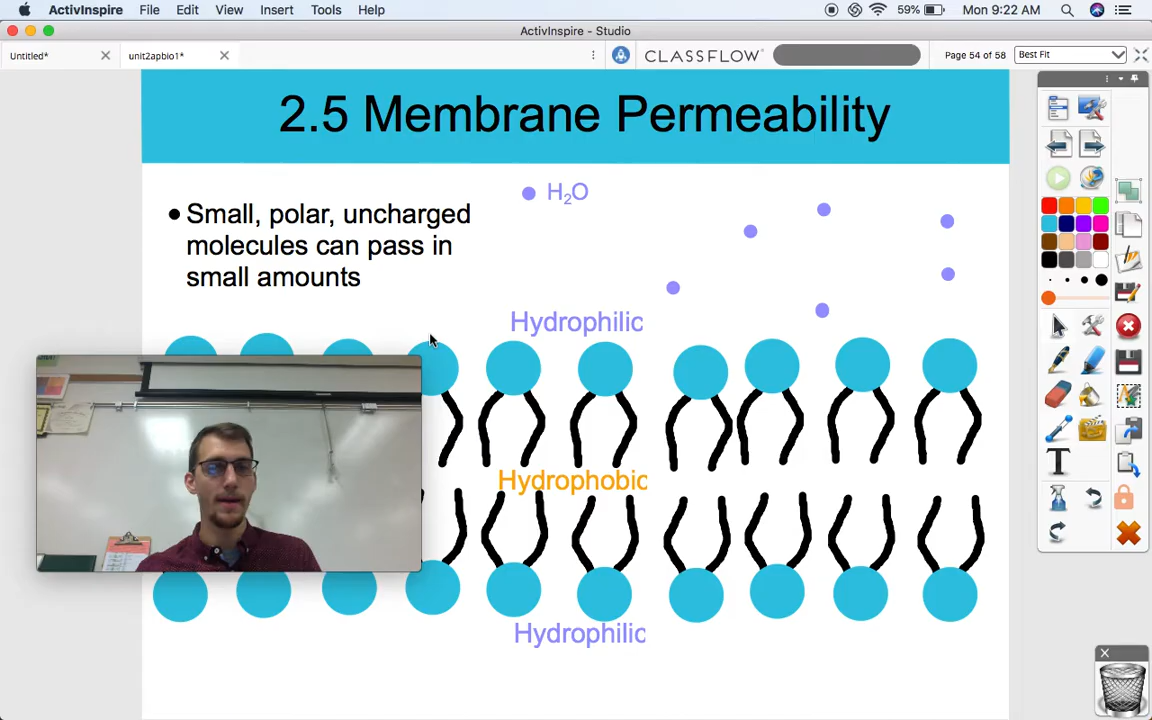 ActivInspire File Edit View Insert Tools Help 59% Mon 9:22 AM
ActivInspire - Studio
Untitled* unit2apbio1* CLASSFLOW Page 54 of 58 Best Fit
2.5 Membrane Permeability
H₂O
• Small, polar, uncharged
molecules can pass in
small amounts
Hydrophilic
Hydrophobic
Hydrophilic
T